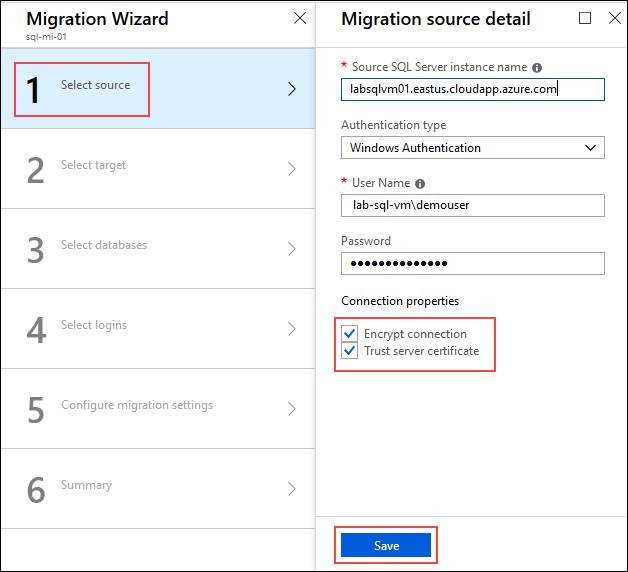 Migration Wizard
sql-mi-01
1 Select source
2 Select target
3 Select databases
4 Select logins
5 Configure migration settings
6 Summary
Migration source detail
* Source SQL Server instance name
labsqlvm01.eastus.cloudapp.azure.com
Authentication type
Windows Authentication
* User Name
lab-sql-vm\demouser
Password
••••••••••••••
Connection properties
Encrypt connection
Trust server certificate
Save